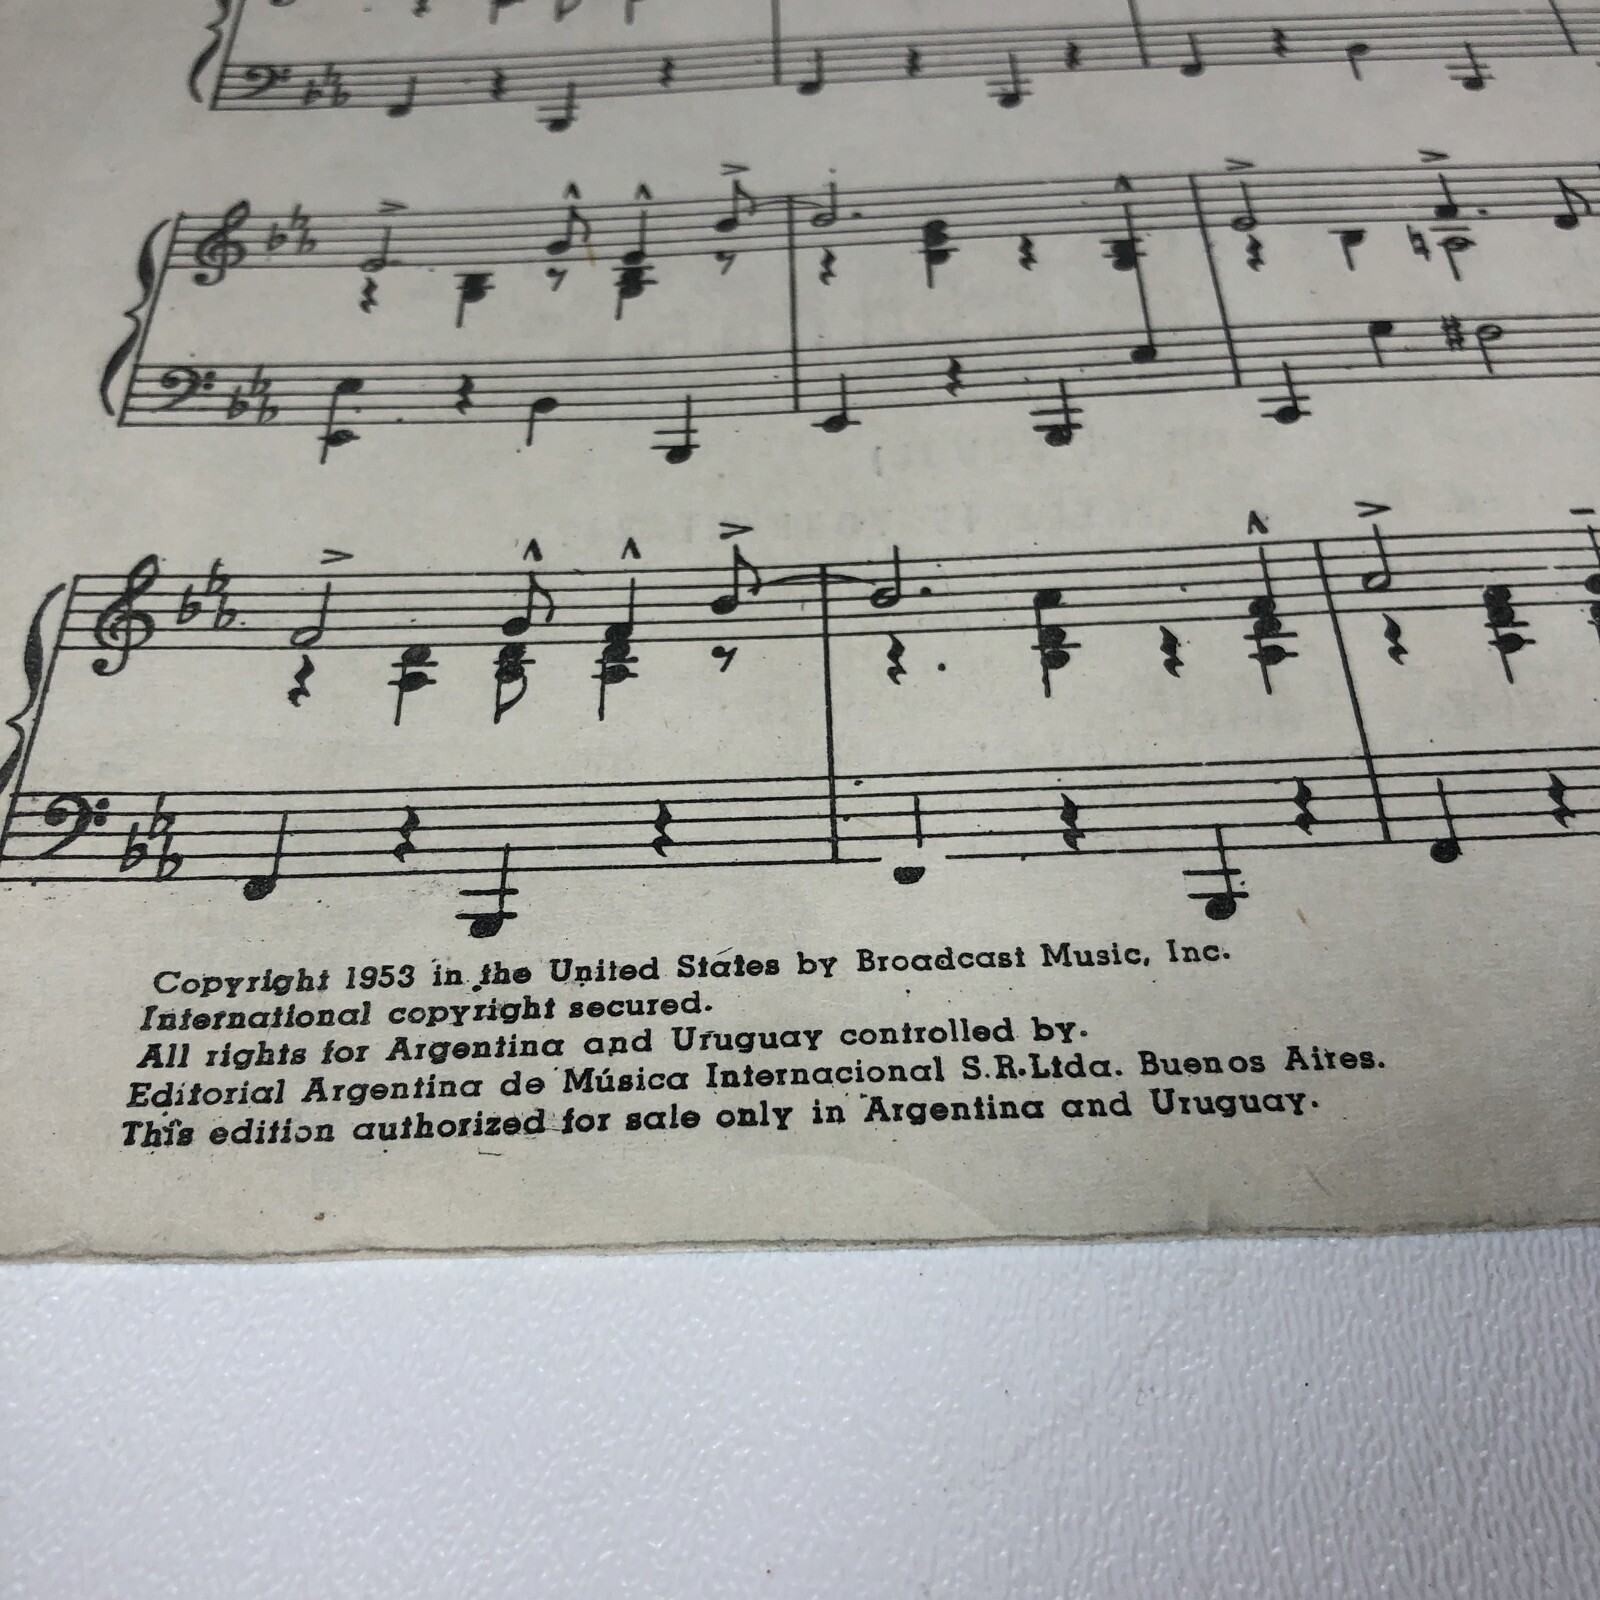 Copyright 1953 in the United States by Broadcast Music, Inc.
International copyright secured.
All rights for Argentina and Uruguay controlled by.
Editorial Argentina de Música Internacional S.R.Ltda. Buenos Aires.
This edition authorized for sale only in Argentina and Uruguay.